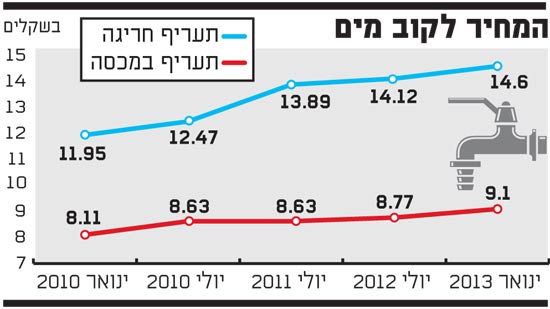 המחיר לקוב מים
בשקלים
תעריף חריגה
תעריף במכסה
15
14
13
12
11
10
9
8
7
11.95
12.47
13.89
14.12
14.6
8.11
8.63
8.63
8.77
9.1
ינואר 2010
יולי 2010
יולי 2011
יולי 2012
ינואר 2013